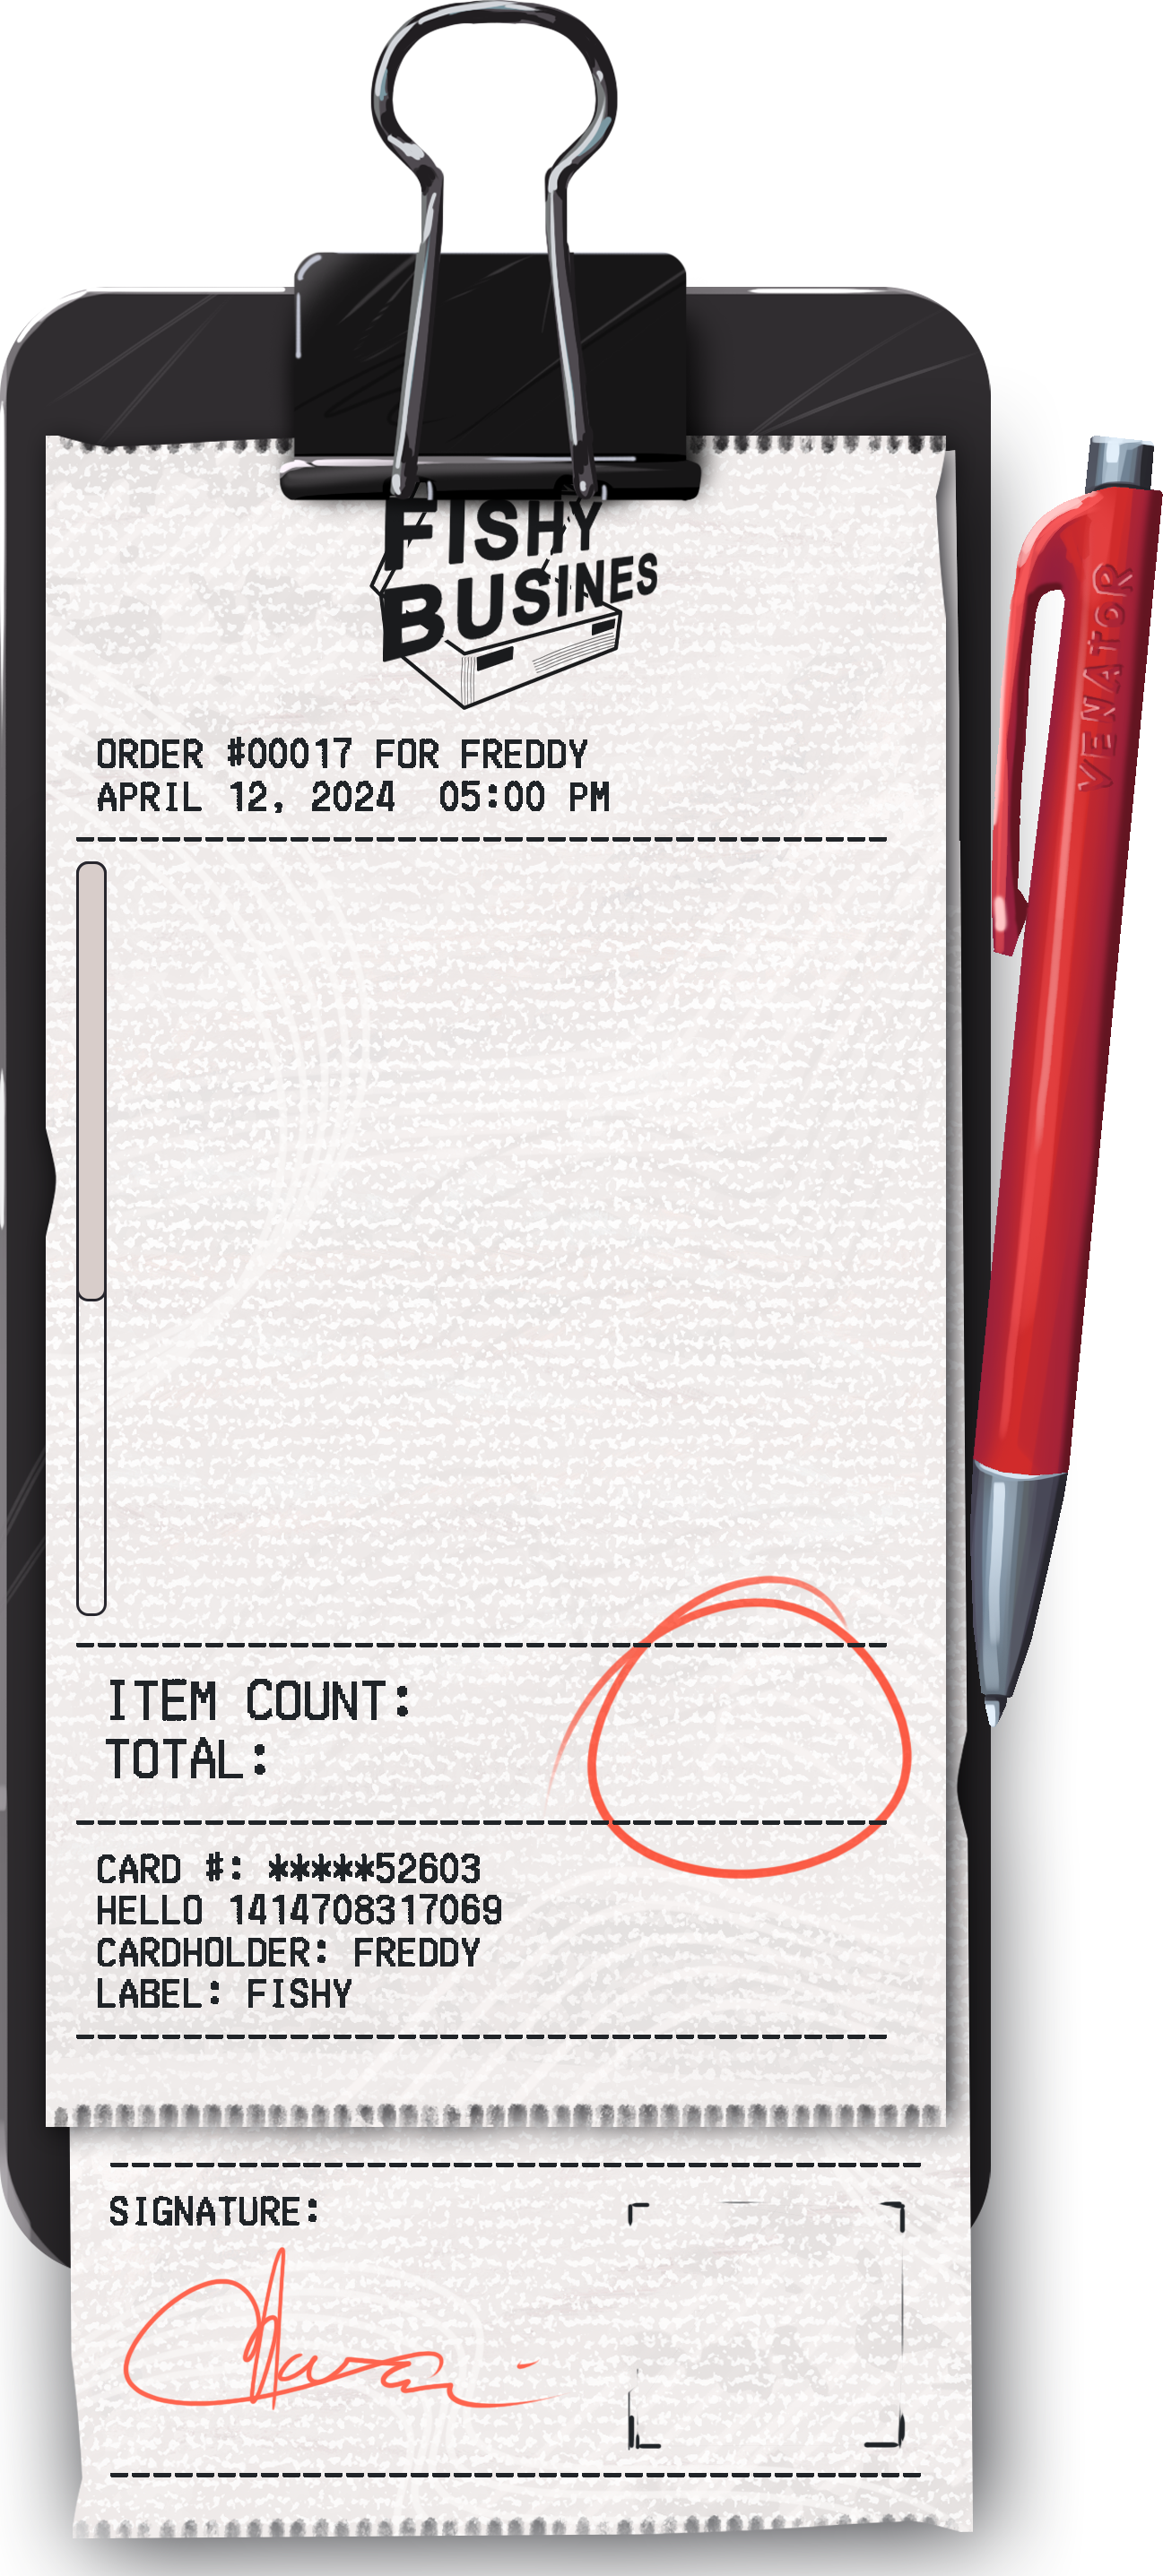 FISHY
BUSINES
VENATOR
ORDER #00017 FOR FREDDY
APRIL 12, 2024 05:00 PM
ITEM COUNT:
TOTAL:
CARD #: *****52603
HELLO 1414708317069
CARDHOLDER: FREDDY
LABEL: FISHY
SIGNATURE: